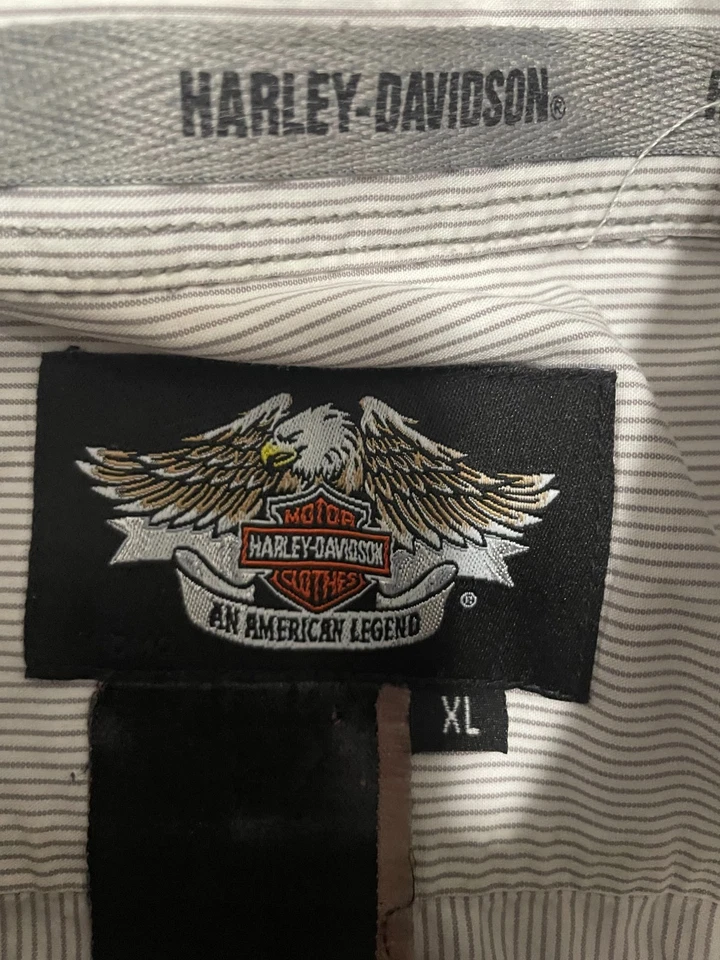 HARLEY-DAVIDSON®
MOTOR
HARLEY-DAVIDSON
CLOTHES
®
AN AMERICAN LEGEND
XL